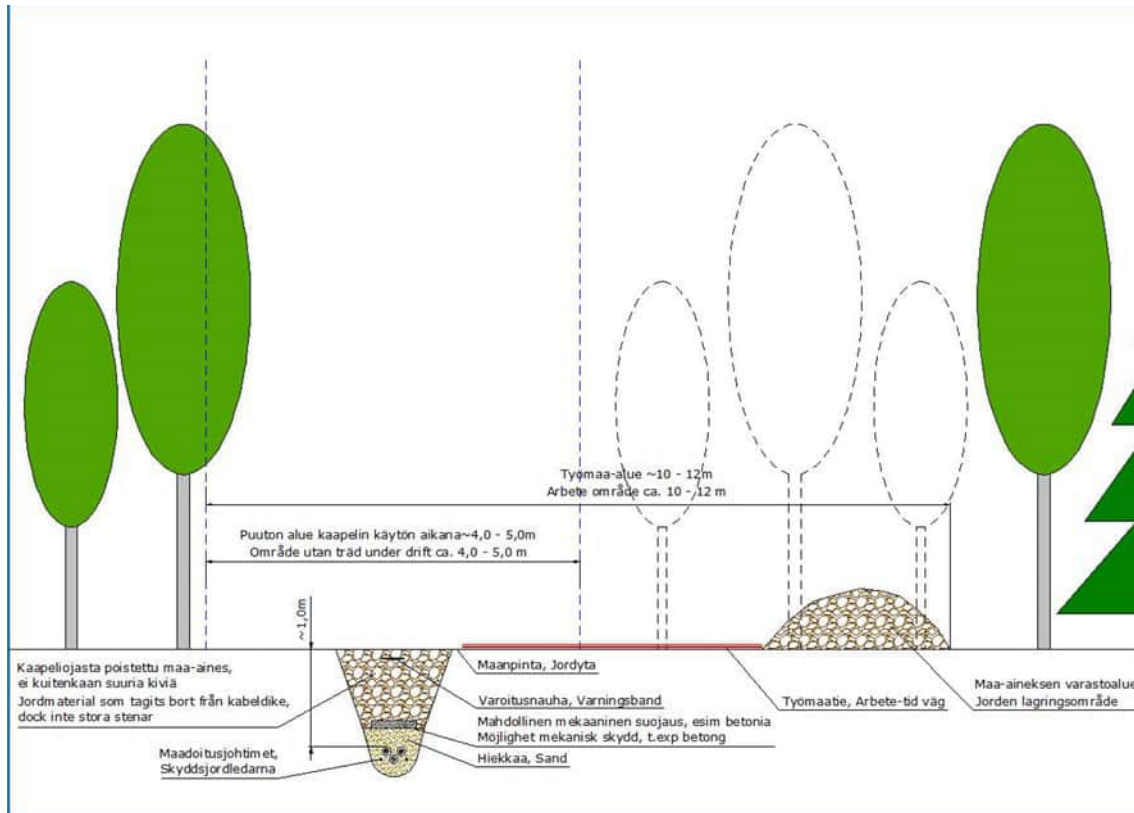 Työmaa-alue ~10 - 12m
Arbete område ca. 10 - 12 m
Puuton alue kaapelin käytön aikana~4,0 - 5,0m
Område utan träd under drift ca. 4,0 - 5,0 m
~1,0m
Kaapeliojasta poistettu maa-aines,
ei kuitenkaan suuria kiviä
Jordmaterial som tagits bort från kabeldike,
dock inte stora stenar
Maadoitusjohtimet,
Skyddsjordledarna
Maanpinta, Jordyta
Varoitusnauha, Varningsband
Mahdollinen mekaaninen suojaus, esim betonia
Möjlighet mekanisk skydd, t.exp betong
Hiekkaa, Sand
Työmaatie, Arbete-tid väg
Maa-aineksen varastoalue
Jorden lagringsområde